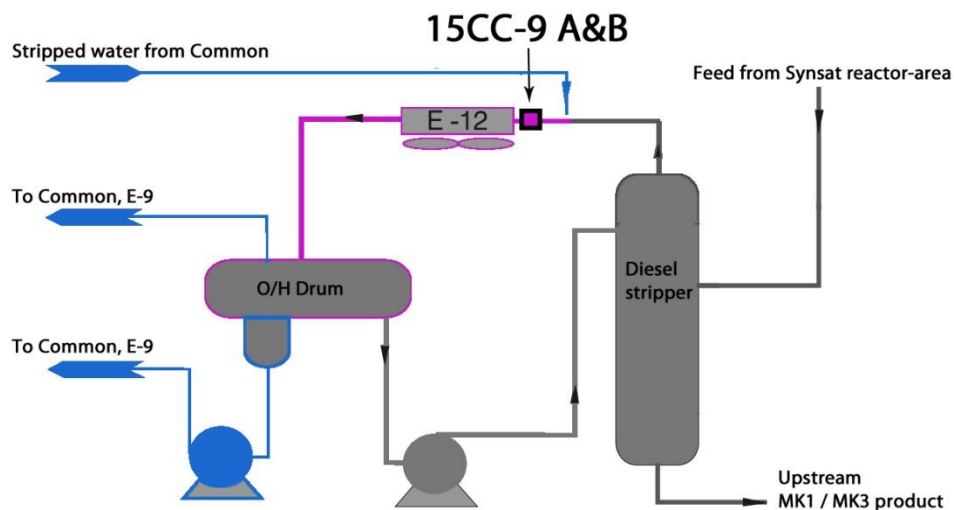 15CC-9 A&B
Stripped water from Common
Feed from Synsat reactor-area
E -12
To Common, E-9
O/H Drum
Diesel
stripper
To Common, E-9
Upstream
MK1 / MK3 product